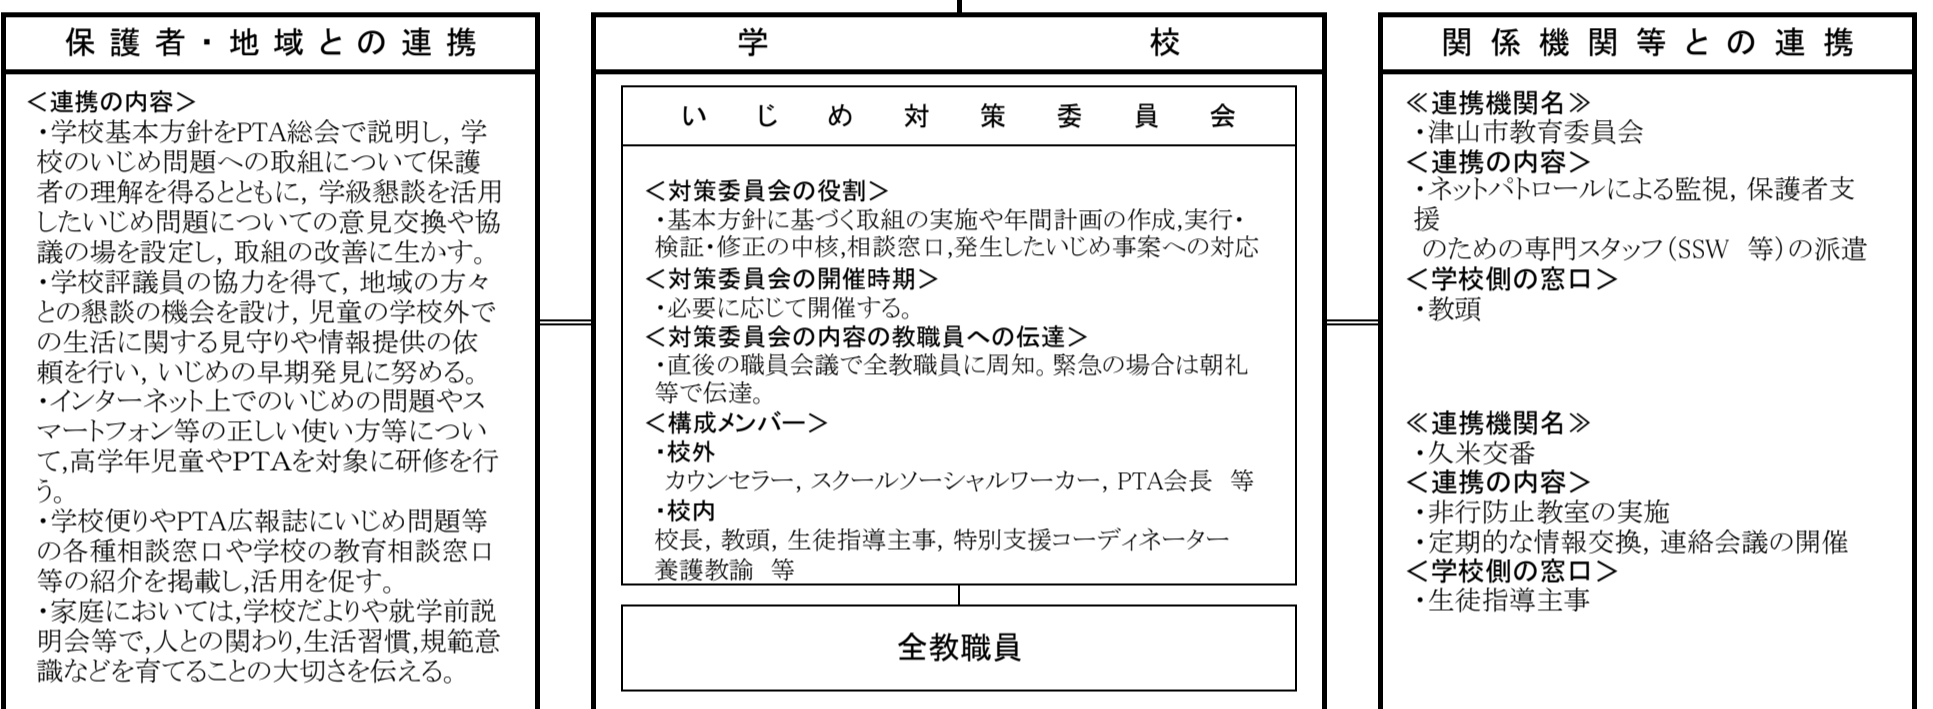 保護者・地域との連携
＜連携の内容＞
・学校基本方針をPTA総会で説明し, 学
校のいじめ問題への取組について保護
者の理解を得るとともに, 学級懇談を活用
したいじめ問題についての意見交換や協
議の場を設定し, 取組の改善に生かす。
・学校評議員の協力を得て, 地域の方々
との懇談の機会を設け, 児童の学校外で
の生活に関する見守りや情報提供の依
頼を行い, いじめの早期発見に努める。
・インターネット上でのいじめの問題やス
マートフォン等の正しい使い方等につい
て,高学年児童やPTAを対象に研修を行
う。
・学校便りやPTA広報誌にいじめ問題等
の各種相談窓口や学校の教育相談窓口
等の紹介を掲載し,活用を促す。
・家庭においては,学校だよりや就学前説
明会等で,人との関わり,生活習慣,規範意
識などを育てることの大切さを伝える。
学校
いじめ対策委員会
＜対策委員会の役割＞
・基本方針に基づく取組の実施や年間計画の作成,実行・
検証・修正の中核,相談窓口,発生したいじめ事案への対応
＜対策委員会の開催時期＞
・必要に応じて開催する。
＜対策委員会の内容の教職員への伝達＞
・直後の職員会議で全教職員に周知。緊急の場合は朝礼
等で伝達。
＜構成メンバー＞
・校外
カウンセラー, スクールソーシャルワーカー, PTA会長 等
・校内
校長, 教頭, 生徒指導主事, 特別支援コーディネーター
養護教諭 等
全教職員
関係機関等との連携
≪連携機関名≫
・津山市教育委員会
＜連携の内容＞
・ネットパトロールによる監視, 保護者支
援
のための専門スタッフ（SSW 等）の派遣
＜学校側の窓口＞
・教頭
≪連携機関名≫
・久米交番
＜連携の内容＞
・非行防止教室の実施
・定期的な情報交換, 連絡会議の開催
＜学校側の窓口＞
・生徒指導主事